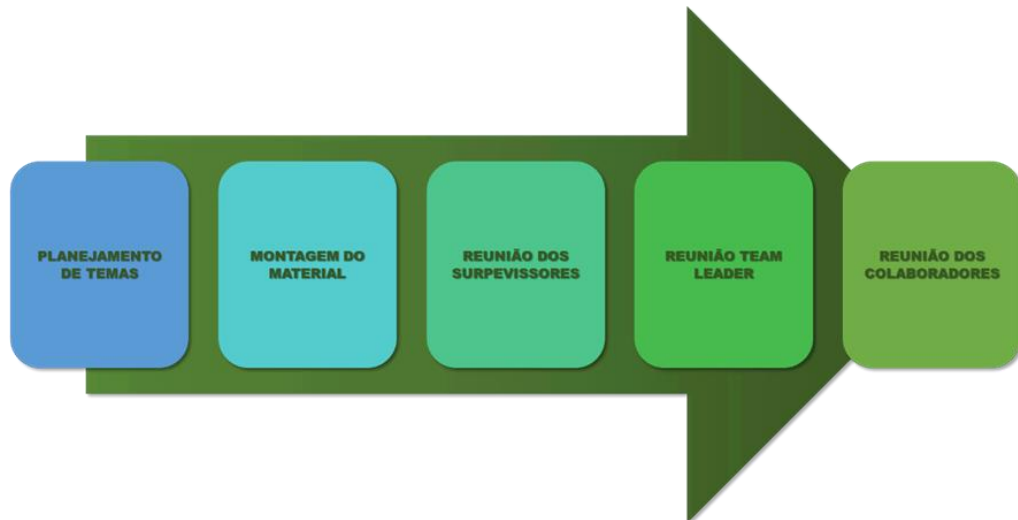 PLANEJAMENTO
DE TEMAS
MONTAGEM DO
MATERIAL
REUNIÃO DOS
SURPEVISSORES
REUNIÃO TEAM
LEADER
REUNIÃO DOS
COLABORADORES